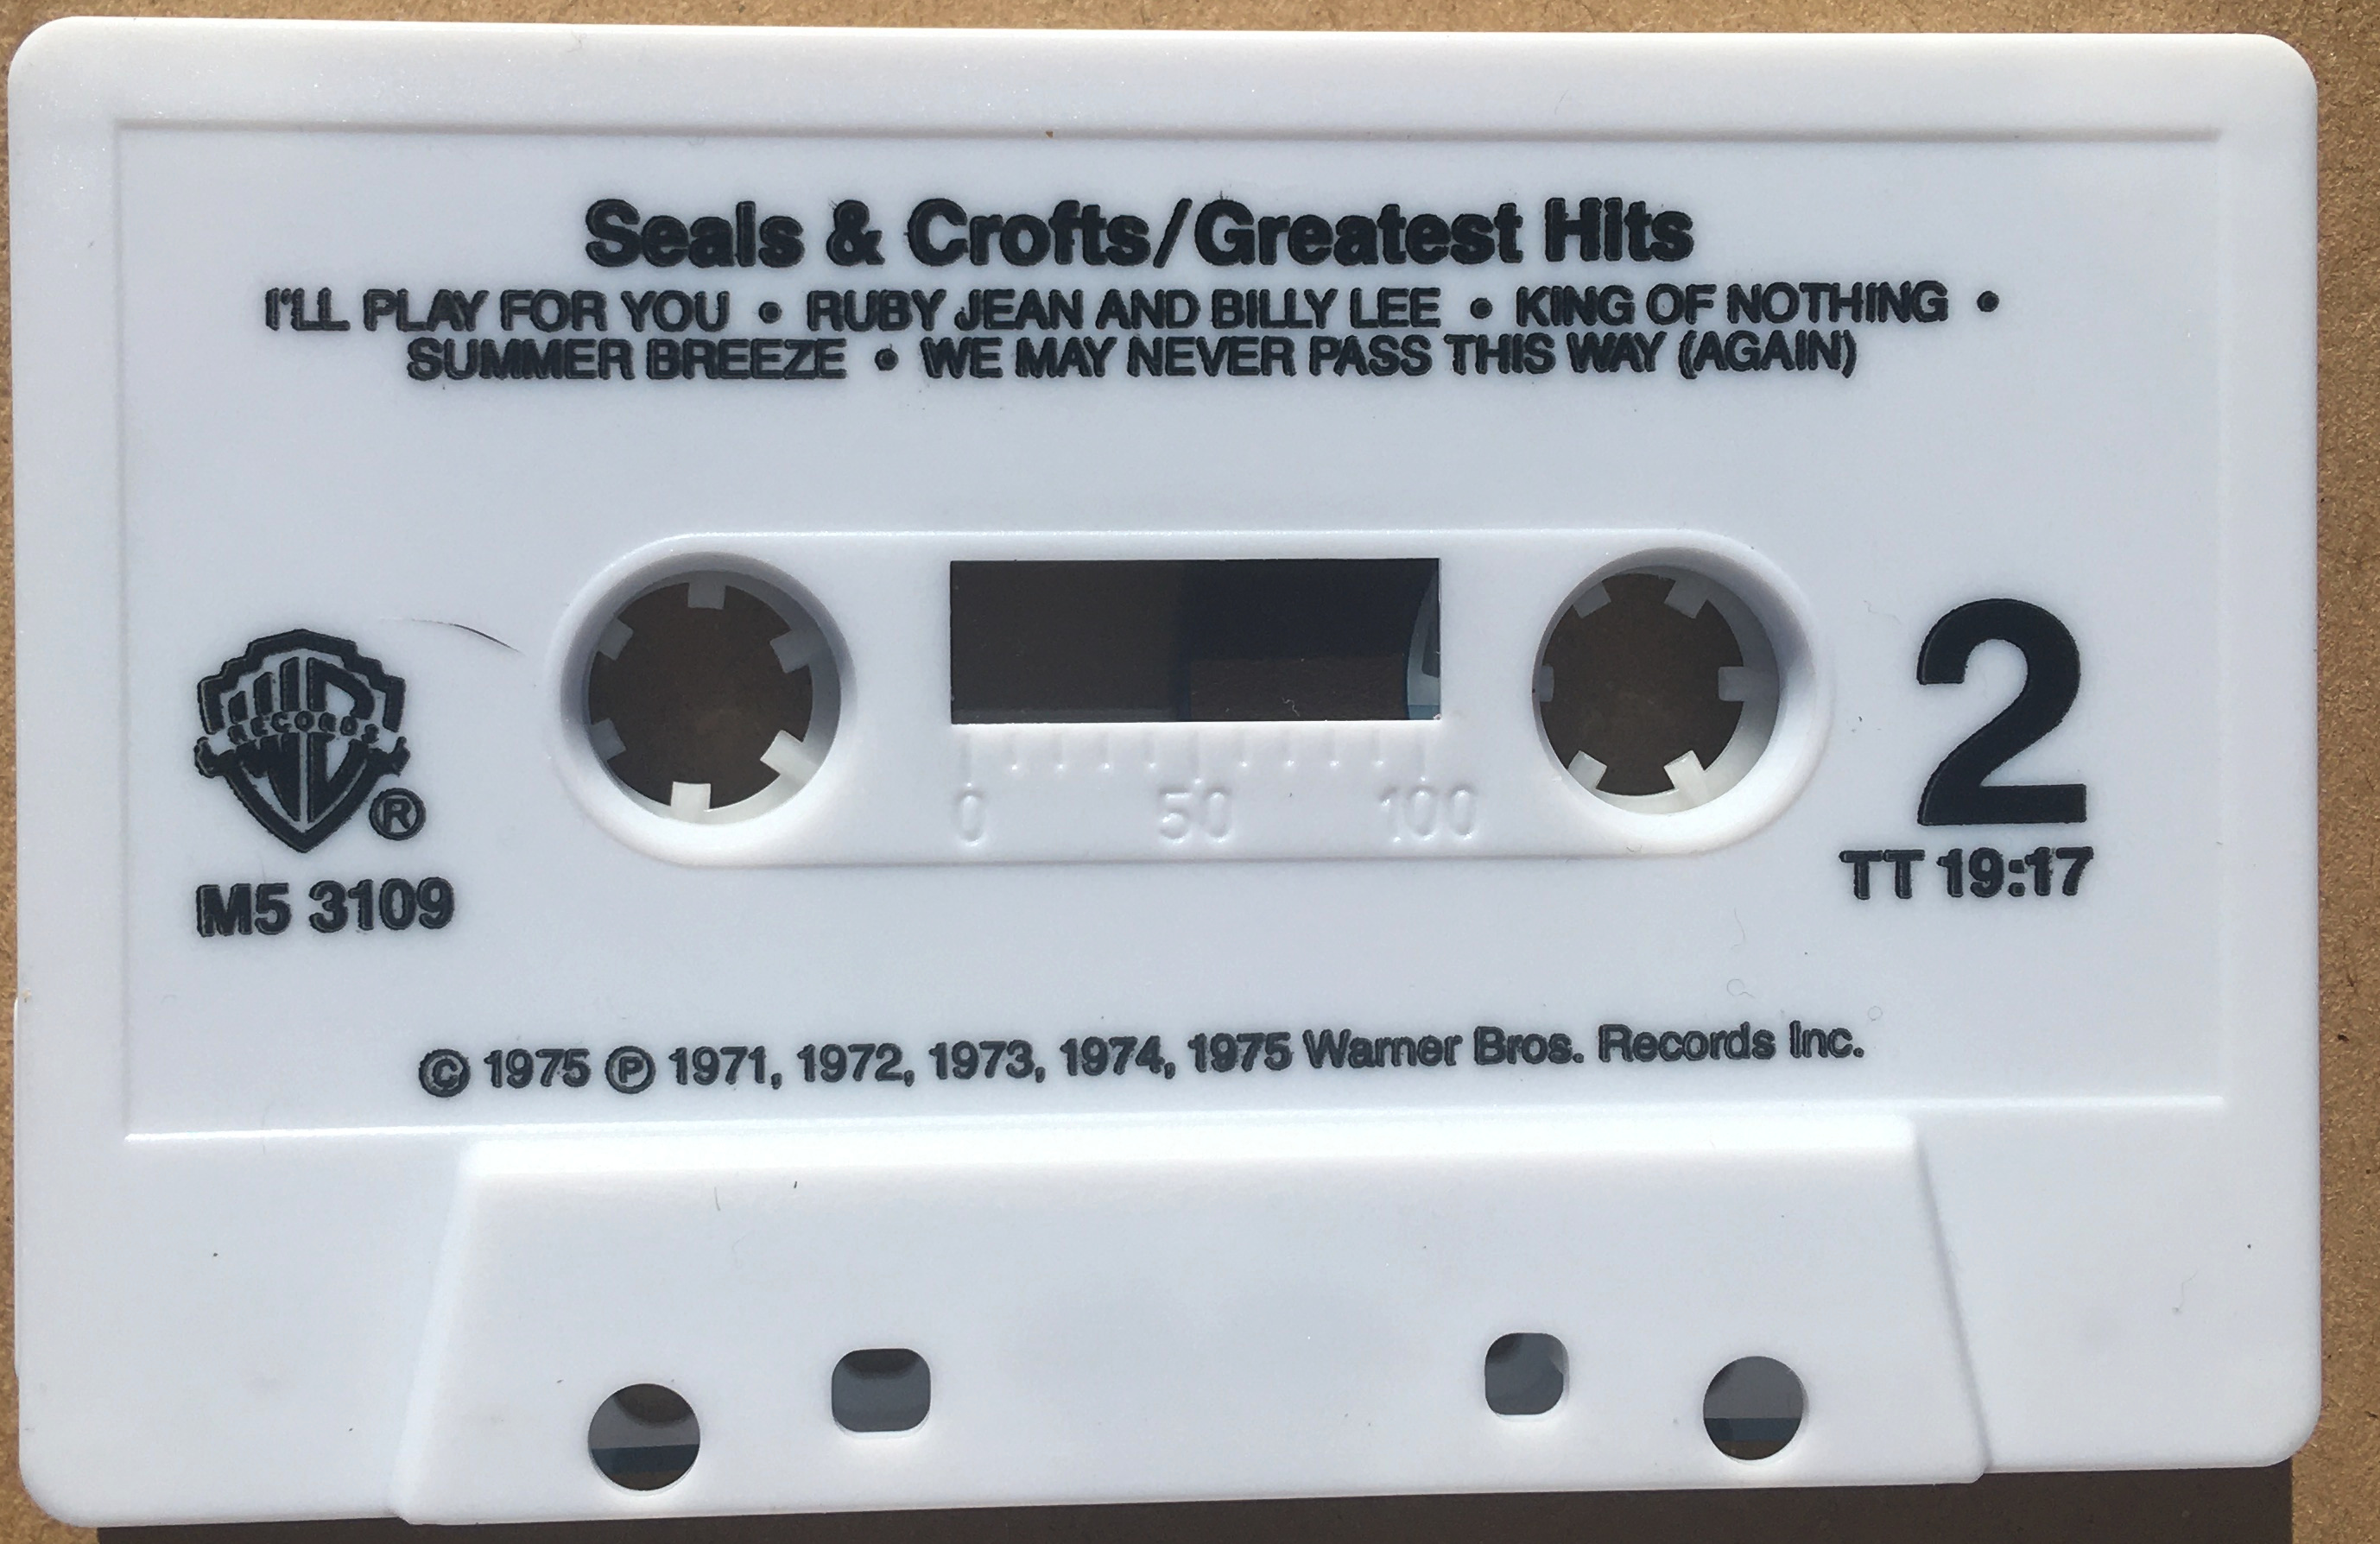 Seals & Crofts/Greatest Hits
I'LL PLAY FOR YOU • RUBY JEAN AND BILLY LEE • KING OF NOTHING •
SUMMER BREEZE • WE MAY NEVER PASS THIS WAY (AGAIN)
RECORDS
®
M5 3109
0 50 100
2
TT 19:17
© 1975 ℗ 1971, 1972, 1973, 1974, 1975 Warner Bros. Records Inc.